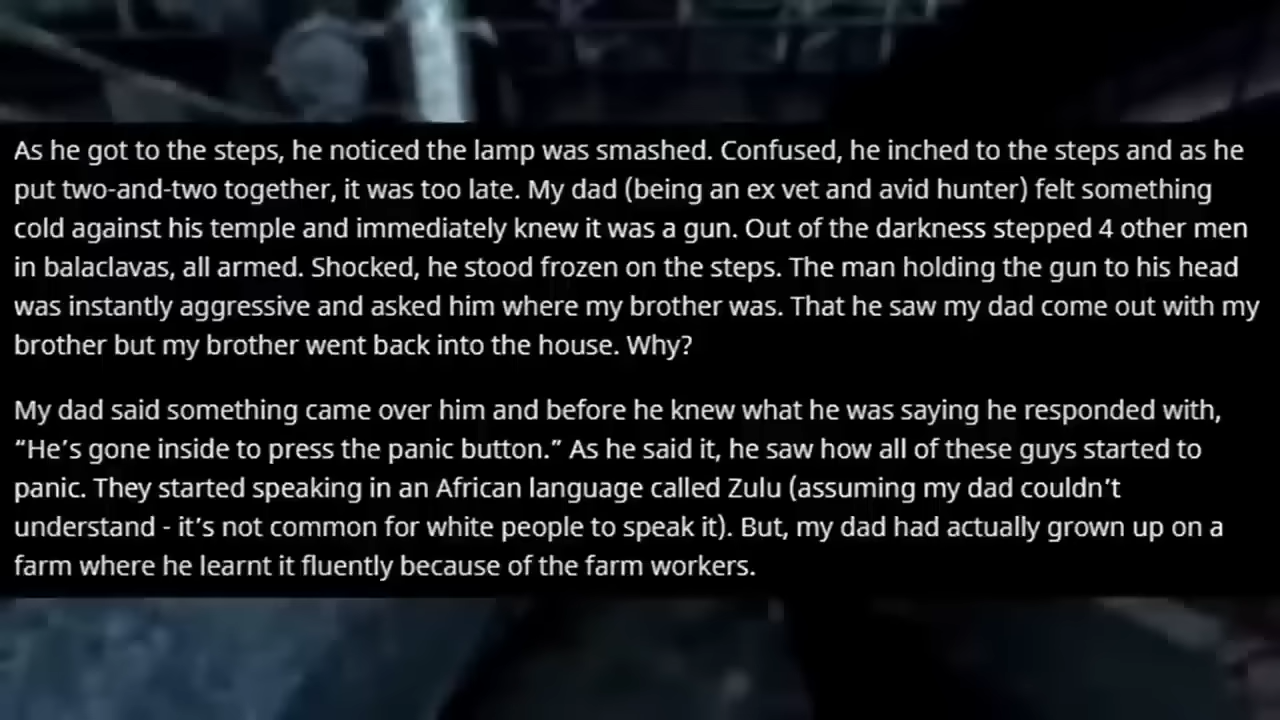 As he got to the steps, he noticed the lamp was smashed. Confused, he inched to the steps and as he
put two-and-two together, it was too late. My dad (being an ex vet and avid hunter) felt something
cold against his temple and immediately knew it was a gun. Out of the darkness stepped 4 other men
in balaclavas, all armed. Shocked, he stood frozen on the steps. The man holding the gun to his head
was instantly aggressive and asked him where my brother was. That he saw my dad come out with my
brother but my brother went back into the house. Why?
My dad said something came over him and before he knew what he was saying he responded with,
“He’s gone inside to press the panic button.” As he said it, he saw how all of these guys started to
panic. They started speaking in an African language called Zulu (assuming my dad couldn’t
understand - it’s not common for white people to speak it). But, my dad had actually grown up on a
farm where he learnt it fluently because of the farm workers.